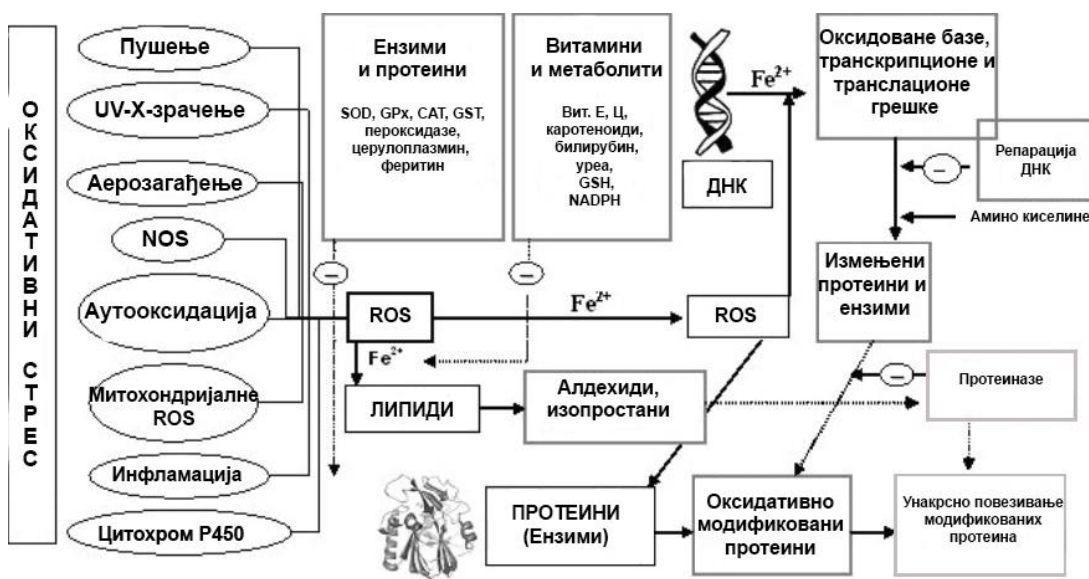 ОКСИДАТИВНИ СТРЕС
Пушење
UV-X-зрачење
Аерозагађење
NOS
Аутооксидација
Митохондријалне
ROS
Инфламација
Цитохром P450
Ензими
и протеини
SOD, GPx, CAT, GST,
пероксидазе,
церулоплазмин,
феритин
Витамини
и метаболити
Вит. Е, Ц,
каротеноиди,
билирубин,
уреа,
GSH,
NADPH
ДНК
Fe²⁺
Оксидоване базе,
транскрипционе и
транслационе
грешке
Репарација
ДНК
Амино киселине
Измењени
протеини и
ензими
ROS
Fe²⁺
ROS
Fe²⁺
ЛИПИДИ
Алдехиди,
изопростани
Протеиназе
ПРОТЕИНИ
(Ензими)
Оксидативно
модификовани
протеини
Унакрсно повезивање
модификованих
протеина